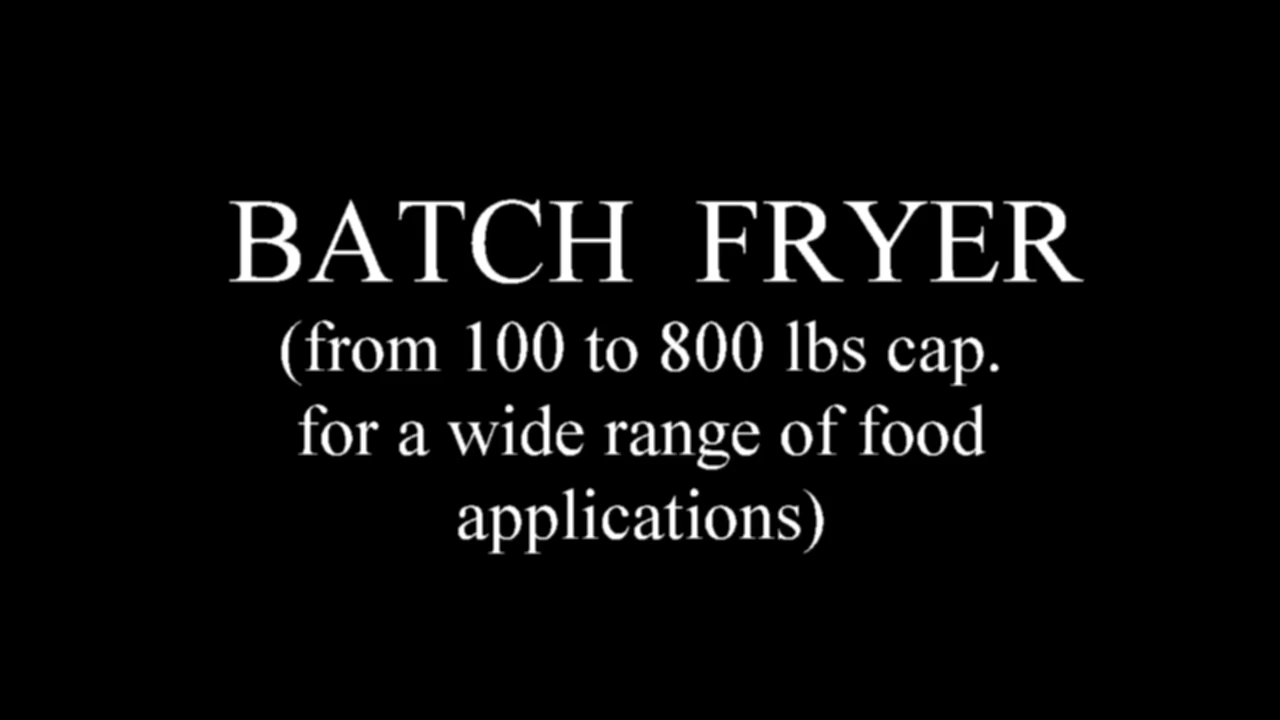 BATCH FRYER
(from 100 to 800 lbs cap.
for a wide range of food
applications)